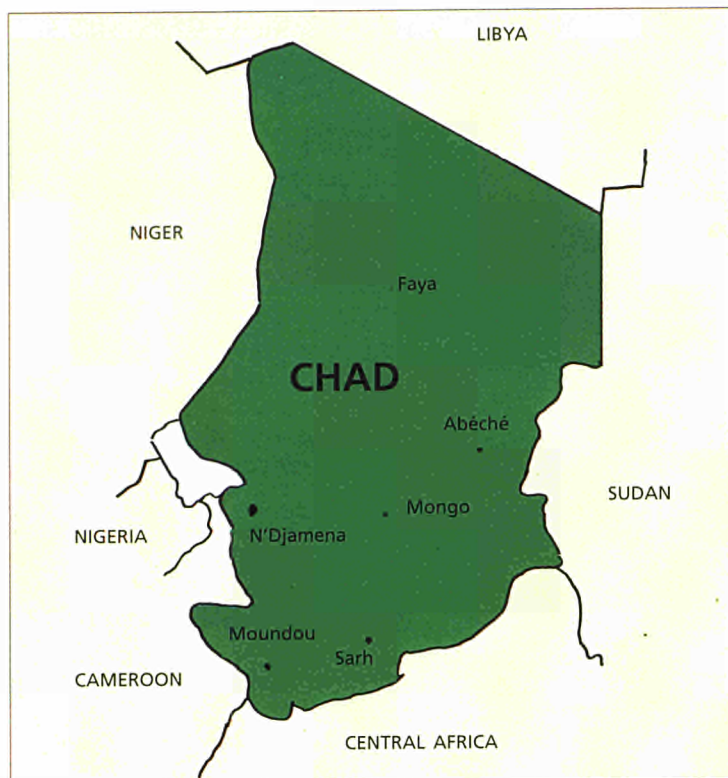 LIBYA
NIGER
Faya
CHAD
Abéché
SUDAN
Mongo
NIGERIA
N'Djamena
Moundou
Sarh
CAMEROON
CENTRAL AFRICA